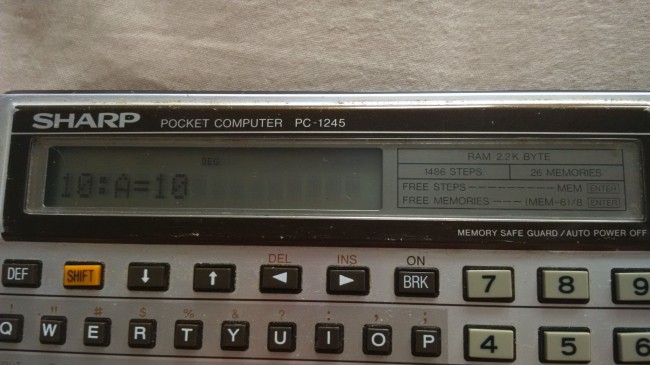 SHARP POCKET COMPUTER PC-1245
RAM 2.2K BYTE
1486 STEPS 26 MEMORIES
FREE STEPS ------------ MEM ENTER
FREE MEMORIES -------- (MEM-6)/8 ENTER
10:A=10
MEMORY SAFE GUARD/AUTO POWER OFF
DEL INS ON
DEF SHIFT ↓ ↑ ◄ ► BRK 7 8 9
! " # $ % & ? : , ;
Q W E R T Y U I O P 4 5 6